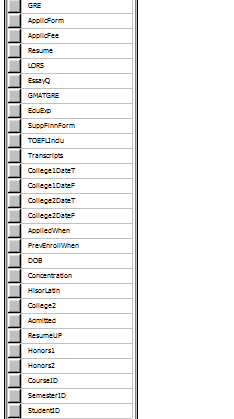 GRE
ApplicForm
ApplicFee
Resume
LORS
EssayQ
GMATGRE
EduExp
SuppFinnForm
TOEFLInclu
Transcripts
College1DateT
College1DateF
College2DateT
College2DateF
AppliedWhen
PrevEnrollWhen
DOB
Concentration
HisorLatin
College2
Admitted
ResumeUP
Honors1
Honors2
CourseID
SemesterID
StudentID